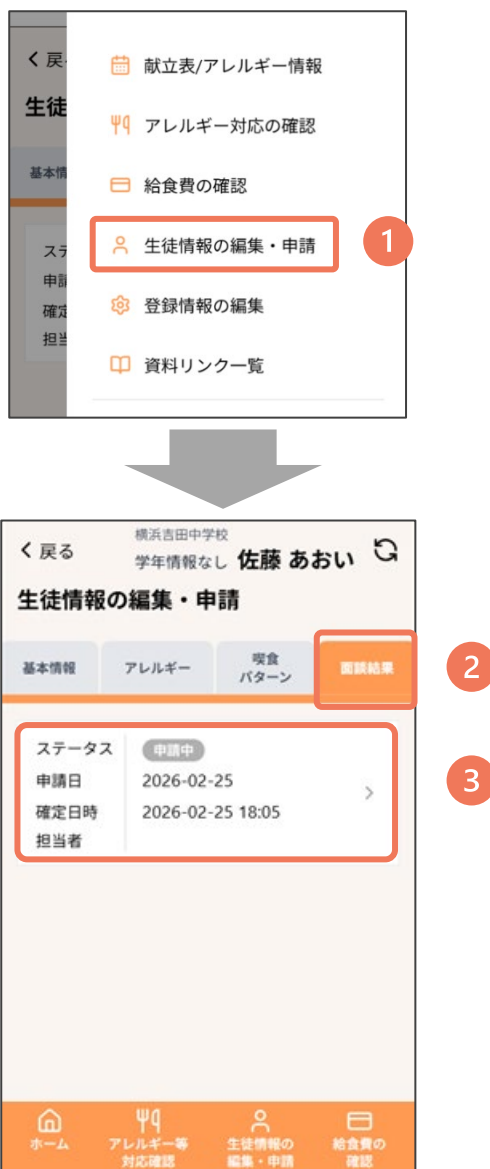 く戻
生徒
基本情
ステ
申請
確定
担当
献立表/アレルギー情報
アレルギー対応の確認
給食費の確認
生徒情報の編集・申請
1
登録情報の編集
資料リンク一覧
く戻る
横浜吉田中学校
学年情報なし 佐藤 あおい
生徒情報の編集・申請
基本情報
アレルギー
喫食
パターン
面談結果
2
ステータス 申請中
申請日 2026-02-25
確定日時 2026-02-25 18:05
担当者
3
ホーム
アレルギー等
対応確認
生徒情報の
編集・申請
給食費の
確認